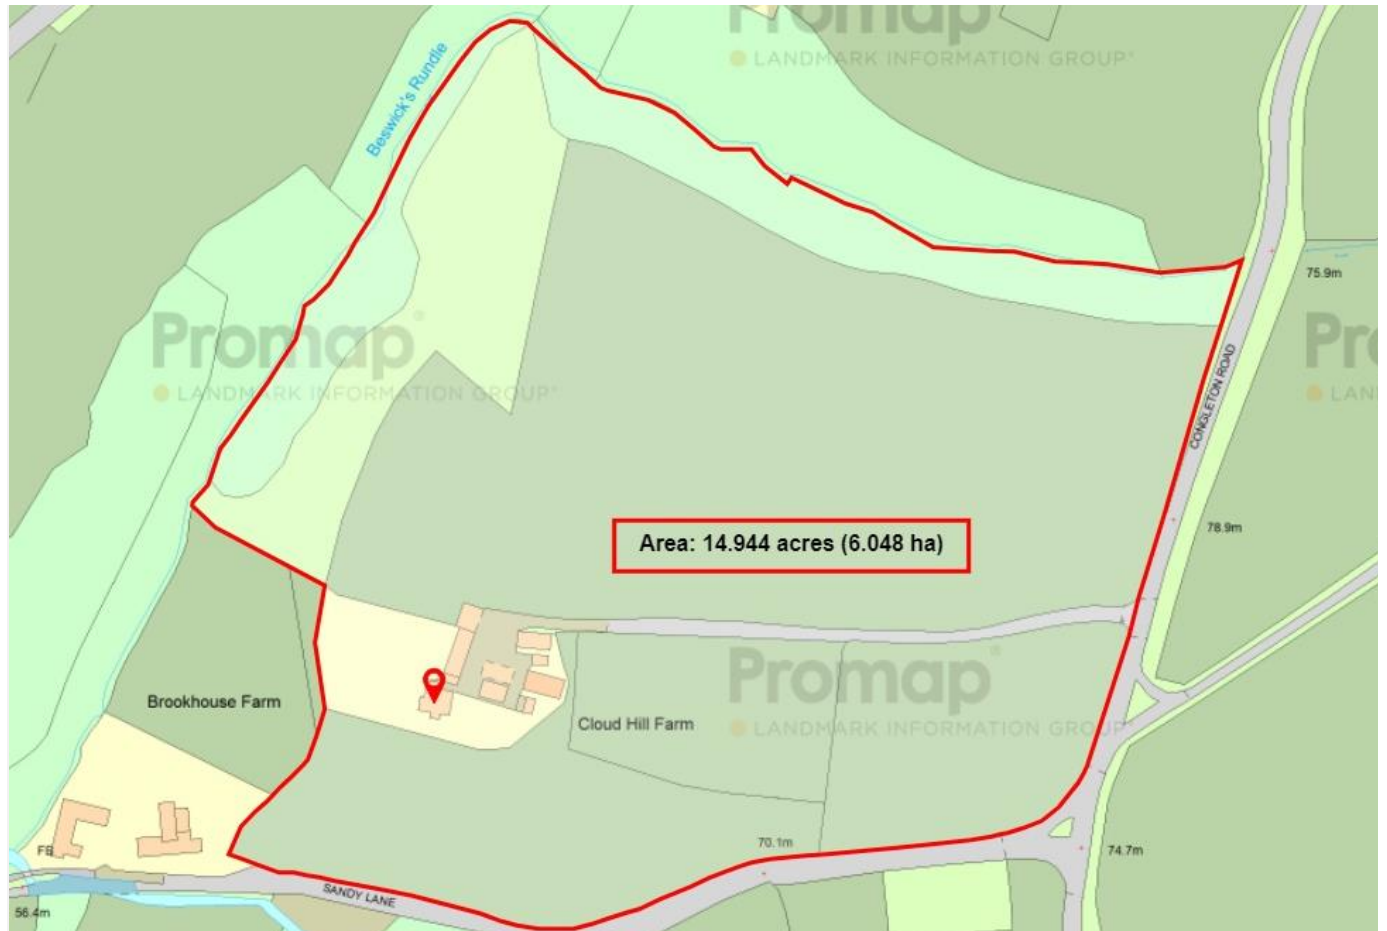 Promap
LANDMARK INFORMATION GROUP
Beswick's Rundle
75.9m
Promap
LANDMARK INFORMATION GROUP
Pro
LAN
CONGLETON ROAD
78.9m
Area: 14.944 acres (6.048 ha)
Brookhouse Farm
Cloud Hill Farm
Promap
LANDMARK INFORMATION GROUP
70.1m
74.7m
FB
SANDY LANE
56.4m